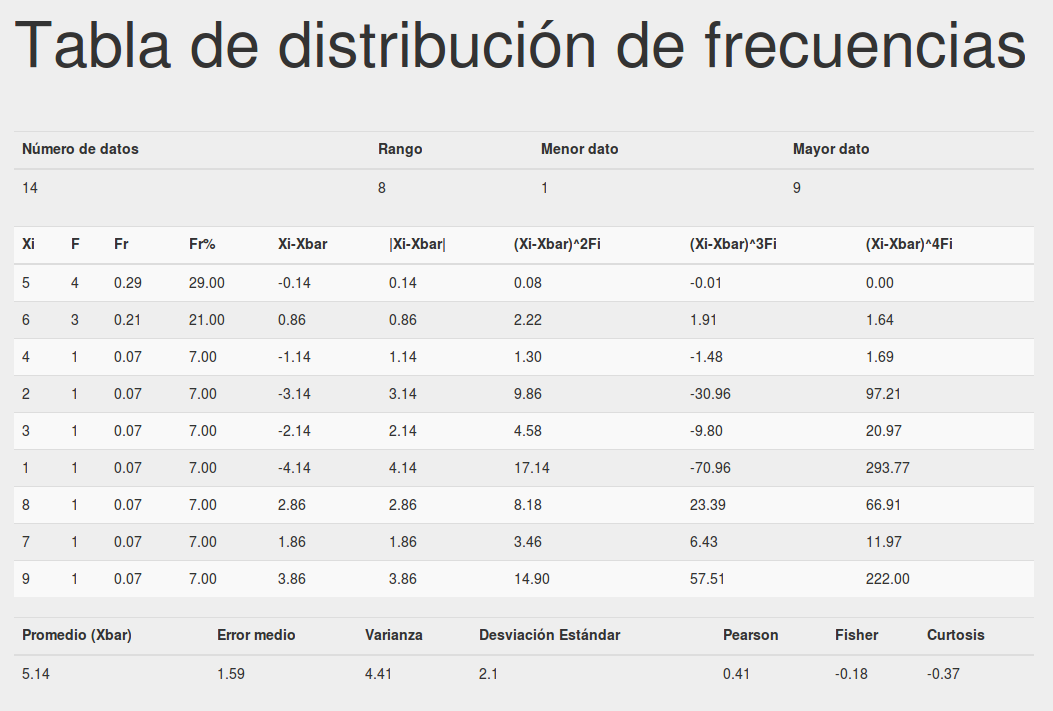 Tabla de distribución de frecuencias
Número de datos Rango Menor dato Mayor dato
14 8 1 9
Xi F Fr Fr% Xi-Xbar |Xi-Xbar| (Xi-Xbar)^2Fi (Xi-Xbar)^3Fi (Xi-Xbar)^4Fi
5 4 0.29 29.00 -0.14 0.14 0.08 -0.01 0.00
6 3 0.21 21.00 0.86 0.86 2.22 1.91 1.64
4 1 0.07 7.00 -1.14 1.14 1.30 -1.48 1.69
2 1 0.07 7.00 -3.14 3.14 9.86 -30.96 97.21
3 1 0.07 7.00 -2.14 2.14 4.58 -9.80 20.97
1 1 0.07 7.00 -4.14 4.14 17.14 -70.96 293.77
8 1 0.07 7.00 2.86 2.86 8.18 23.39 66.91
7 1 0.07 7.00 1.86 1.86 3.46 6.43 11.97
9 1 0.07 7.00 3.86 3.86 14.90 57.51 222.00
Promedio (Xbar) Error medio Varianza Desviación Estándar Pearson Fisher Curtosis
5.14 1.59 4.41 2.1 0.41 -0.18 -0.37